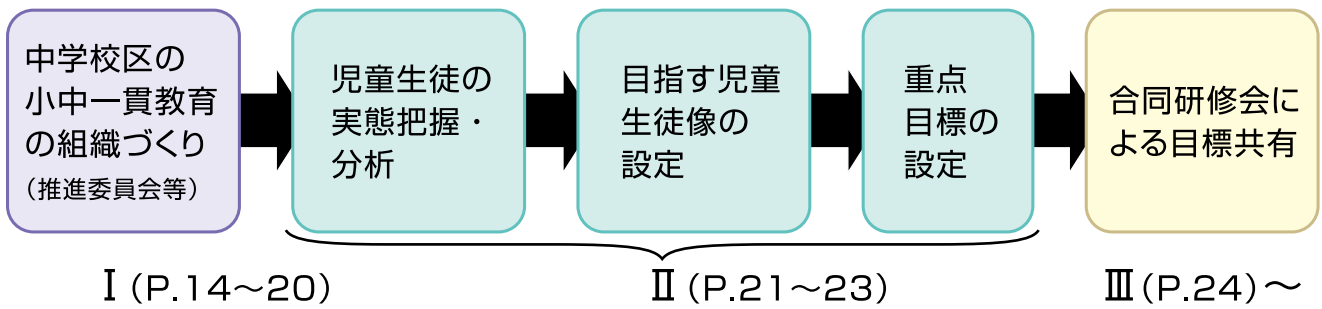 中学校区の
小中一貫教育
の組織づくり
（推進委員会等）
児童生徒の
実態把握・
分析
目指す児童
生徒像の
設定
重点
目標の
設定
合同研修会に
よる目標共有
Ⅰ（P.14～20）
Ⅱ（P.21～23）
Ⅲ（P.24）～